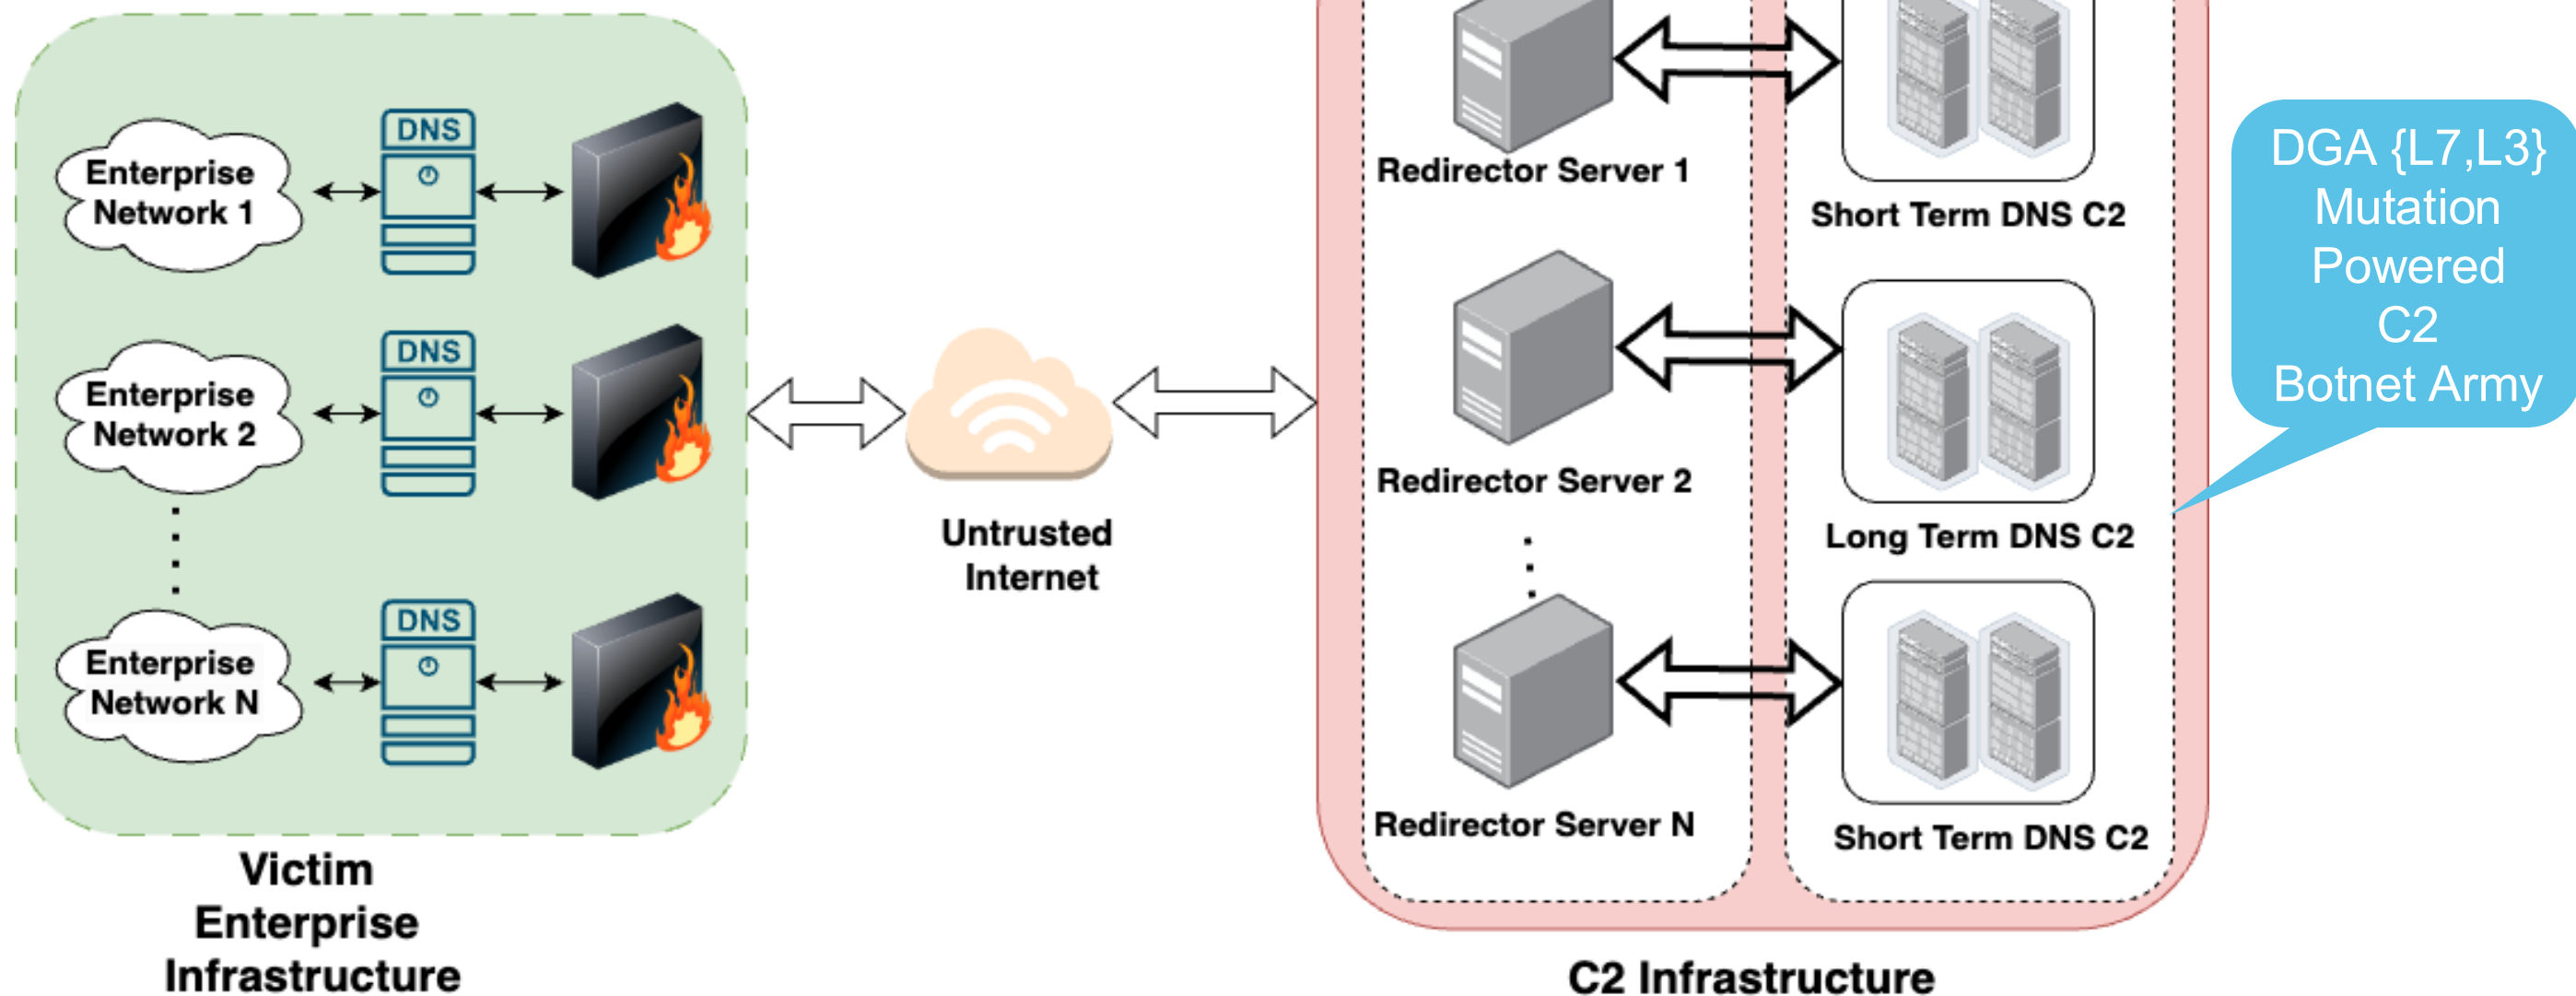 DNS
Enterprise
Network 1
DNS
Enterprise
Network 2
DNS
Enterprise
Network N
Victim
Enterprise
Infrastructure
Untrusted
Internet
Redirector Server 1
Redirector Server 2
Redirector Server N
Short Term DNS C2
Long Term DNS C2
Short Term DNS C2
C2 Infrastructure
DGA {L7,L3}
Mutation
Powered
C2
Botnet Army